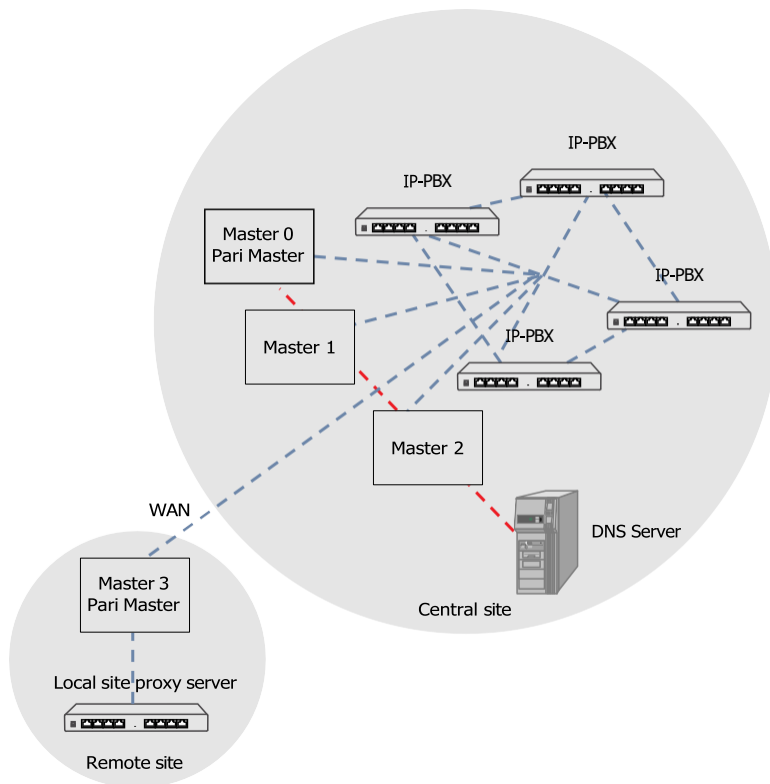 IP-PBX
IP-PBX
Master 0
Pari Master
IP-PBX
Master 1
IP-PBX
Master 2
WAN
DNS Server
Master 3
Pari Master
Central site
Local site proxy server
Remote site